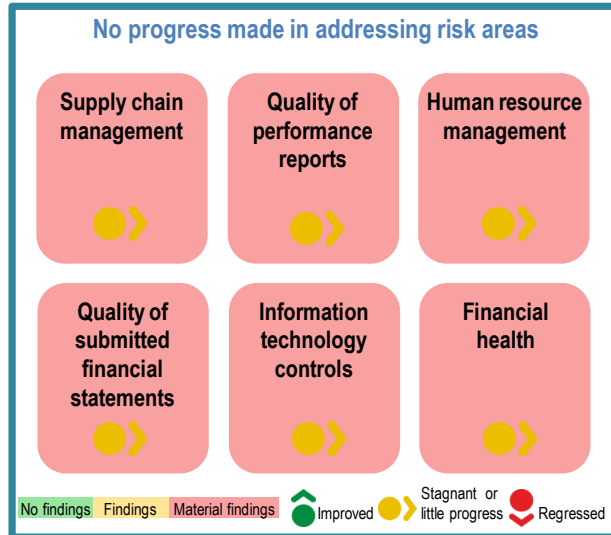 No progress made in addressing risk areas
Supply chain
management
Quality of
performance
reports
Human resource
management
Quality of
submitted
financial
statements
Information
technology
controls
Financial
health
No findings
Findings
Material findings
Improved
Stagnant or
little progress
Regressed